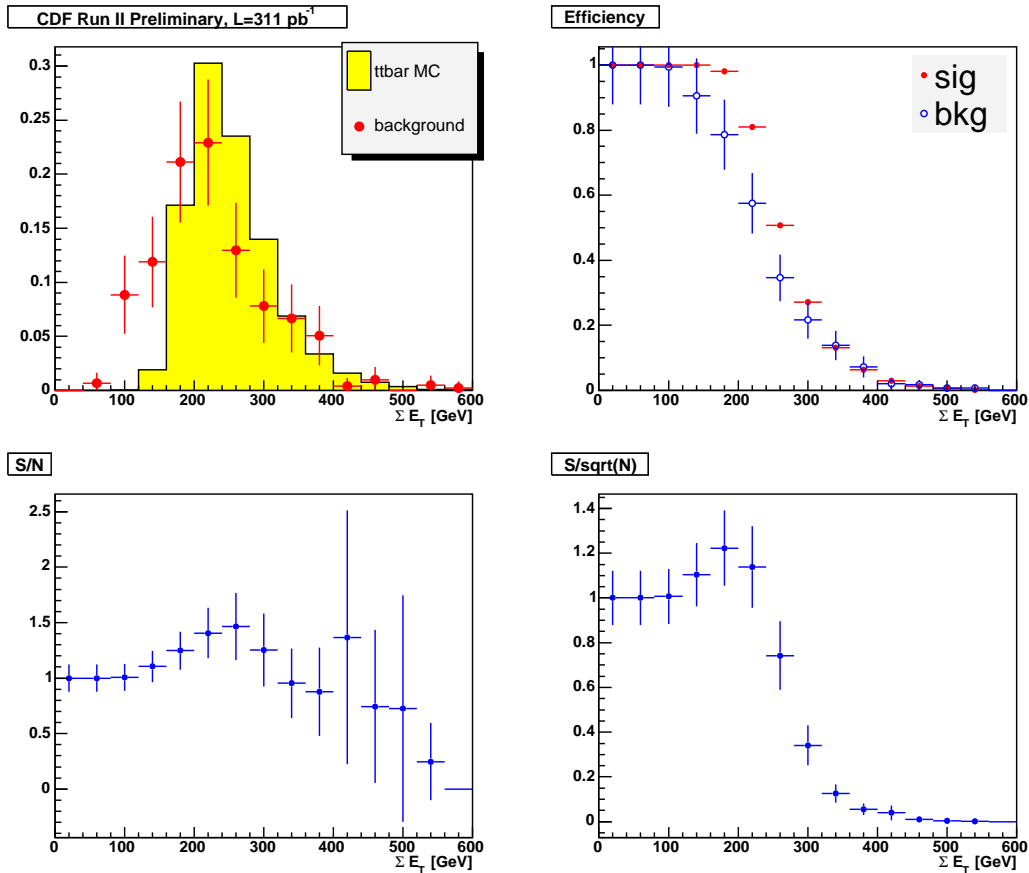 CDF Run II Preliminary, L=311 pb⁻¹
ttbar MC
background
0.3
0.25
0.2
0.15
0.1
0.05
0
0 100 200 300 400 500 600
Σ E_T [GeV]
Efficiency
sig
bkg
1
0.8
0.6
0.4
0.2
0
0 100 200 300 400 500 600
Σ E_T [GeV]
S/N
2.5
2
1.5
1
0.5
0
0 100 200 300 400 500 600
Σ E_T [GeV]
S/sqrt(N)
1.4
1.2
1
0.8
0.6
0.4
0.2
0
0 100 200 300 400 500 600
Σ E_T [GeV]